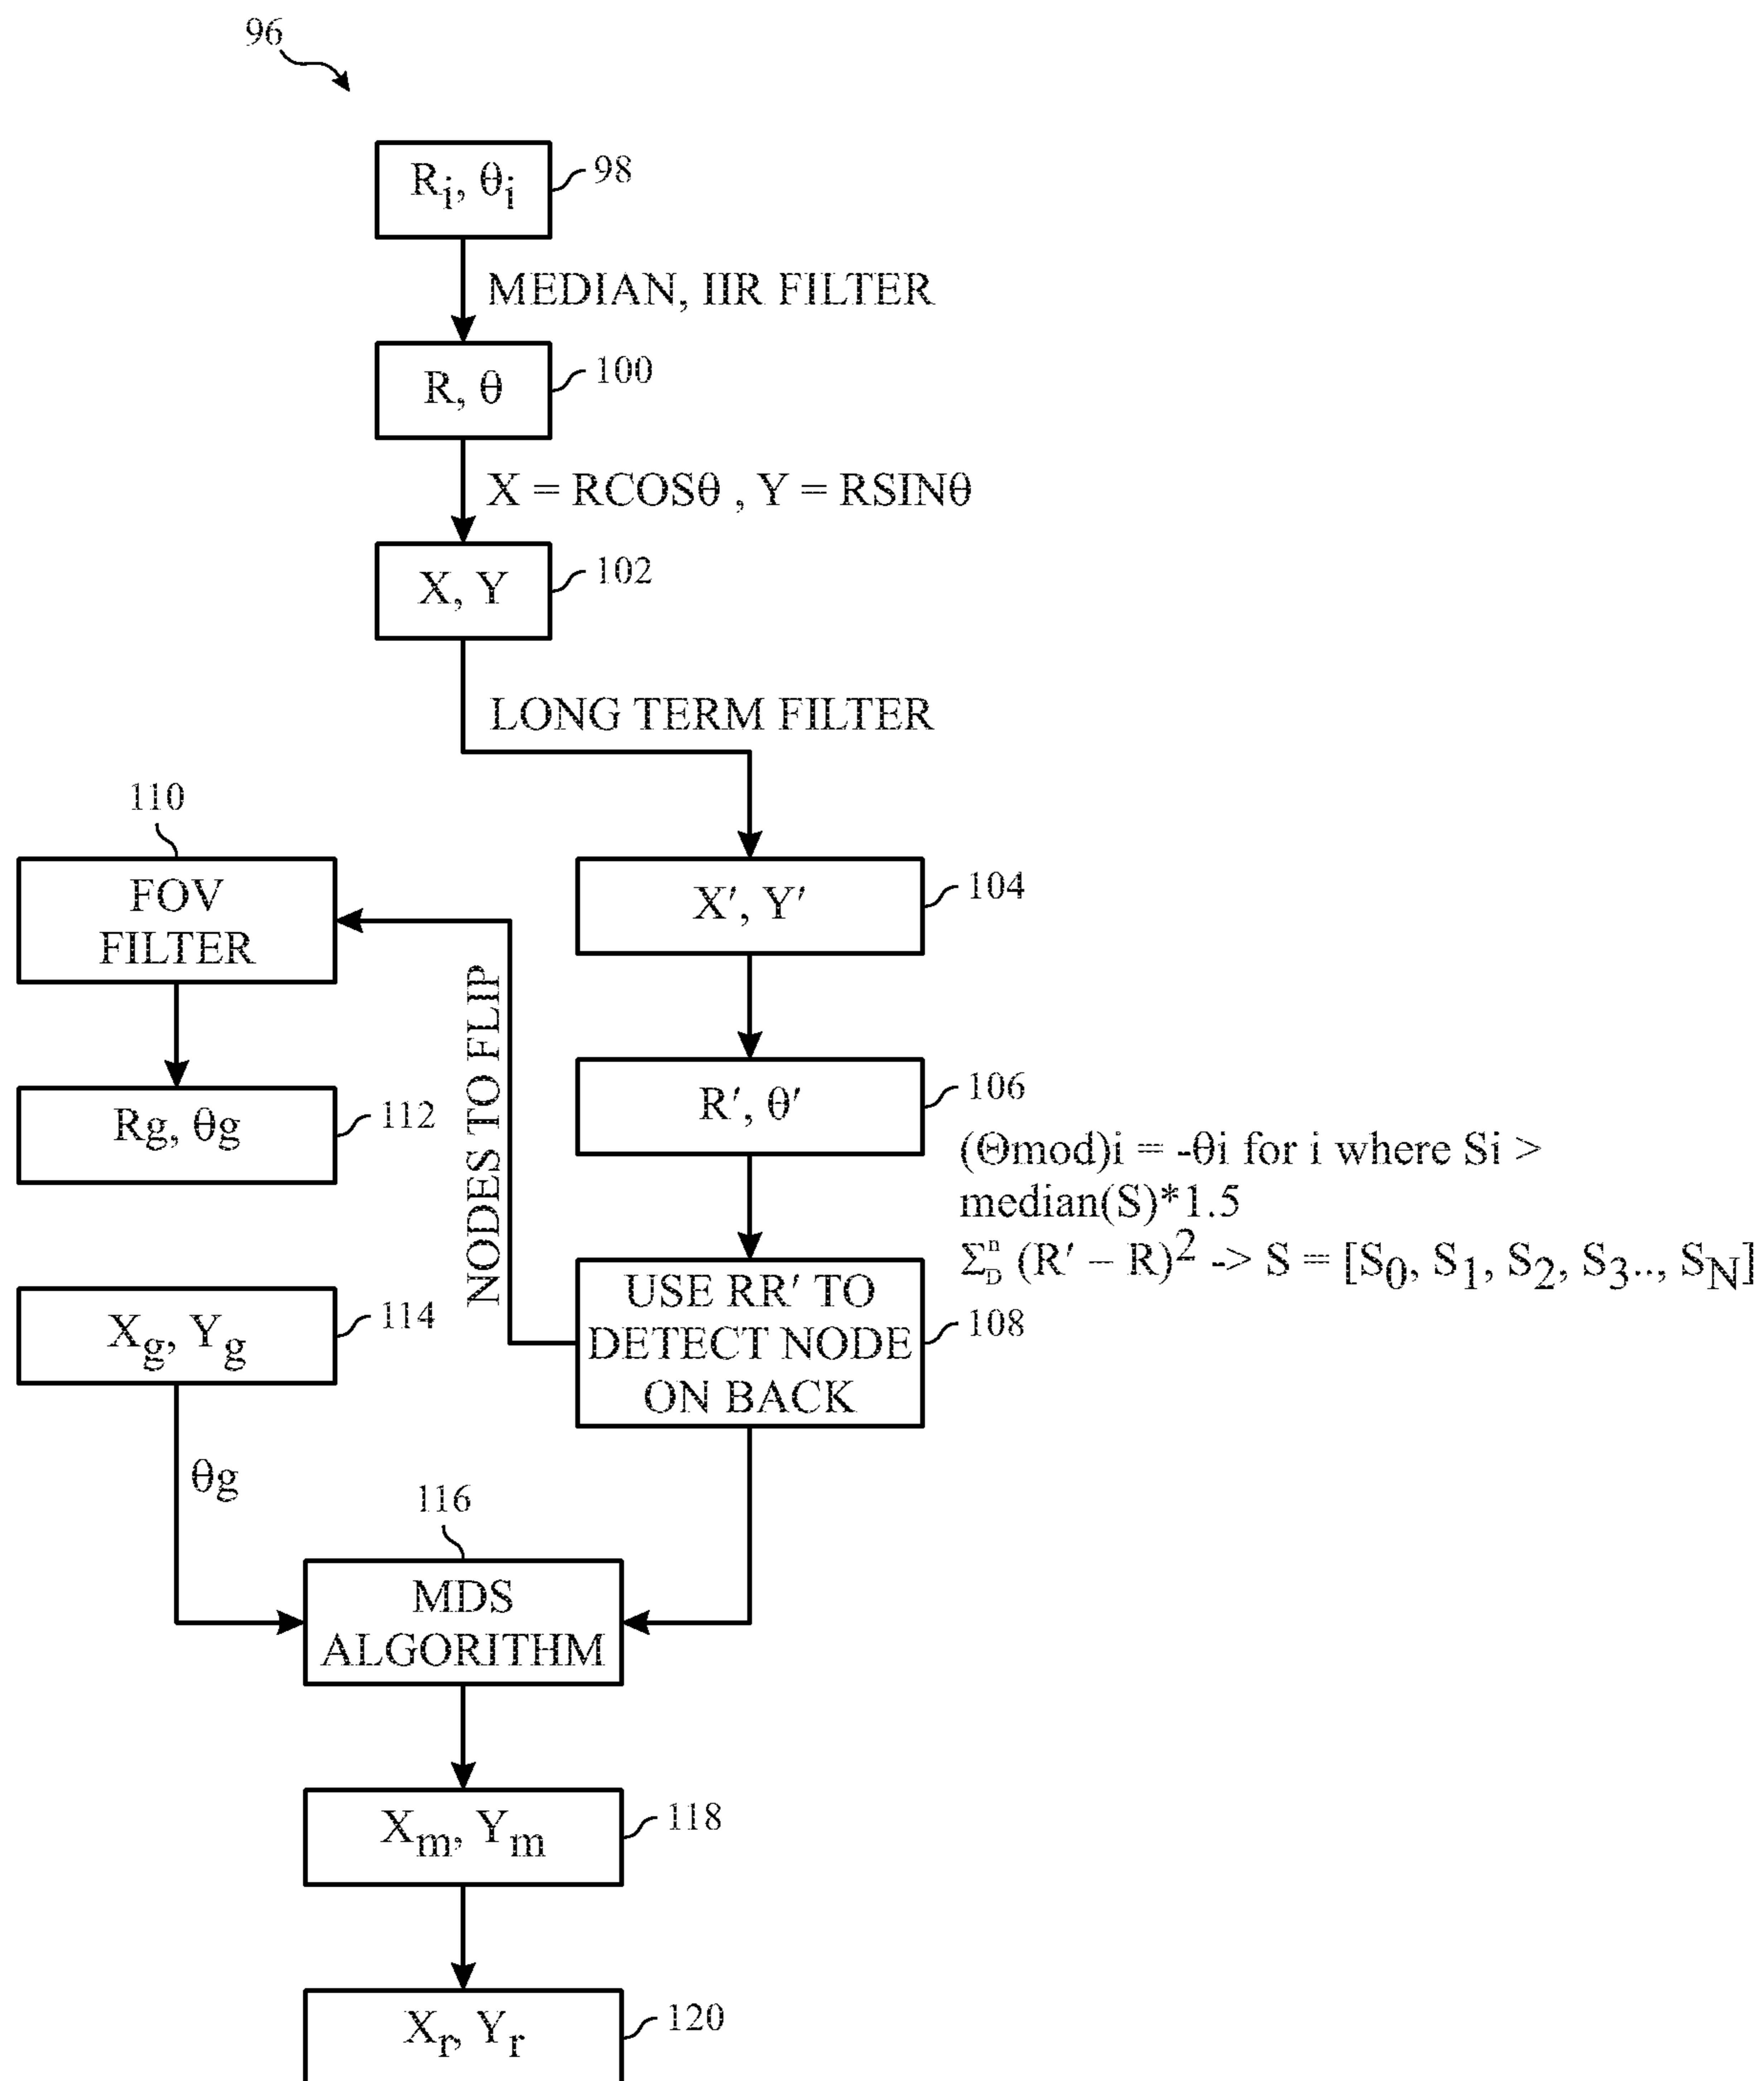 96
Ri, θi
98
MEDIAN, IIR FILTER
R, θ
100
X = RCOSθ , Y = RSINθ
X, Y
102
LONG TERM FILTER
110
FOV
FILTER
X′, Y′
104
NODES TO FLIP
R′, θ′
106
Rg, θg
112
(Θmod)i = -θi for i where Si >
median(S)*1.5
Σ_D^n (R′ – R)^2 -> S = [S0, S1, S2, S3.., SN]
USE RR′ TO
DETECT NODE
ON BACK
108
Xg, Yg
114
θg
116
MDS
ALGORITHM
Xm, Ym
118
Xr, Yr
120